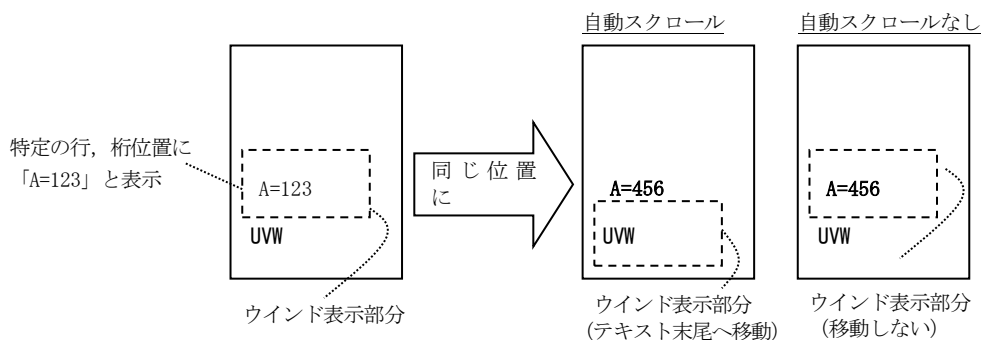 自動スクロール
自動スクロールなし
特定の行，桁位置に
「A=123」と表示
A=123
UVW
ウインド表示部分
同じ位置
に
A=456
UVW
ウインド表示部分
（テキスト末尾へ移動）
A=456
UVW
ウインド表示部分
（移動しない）